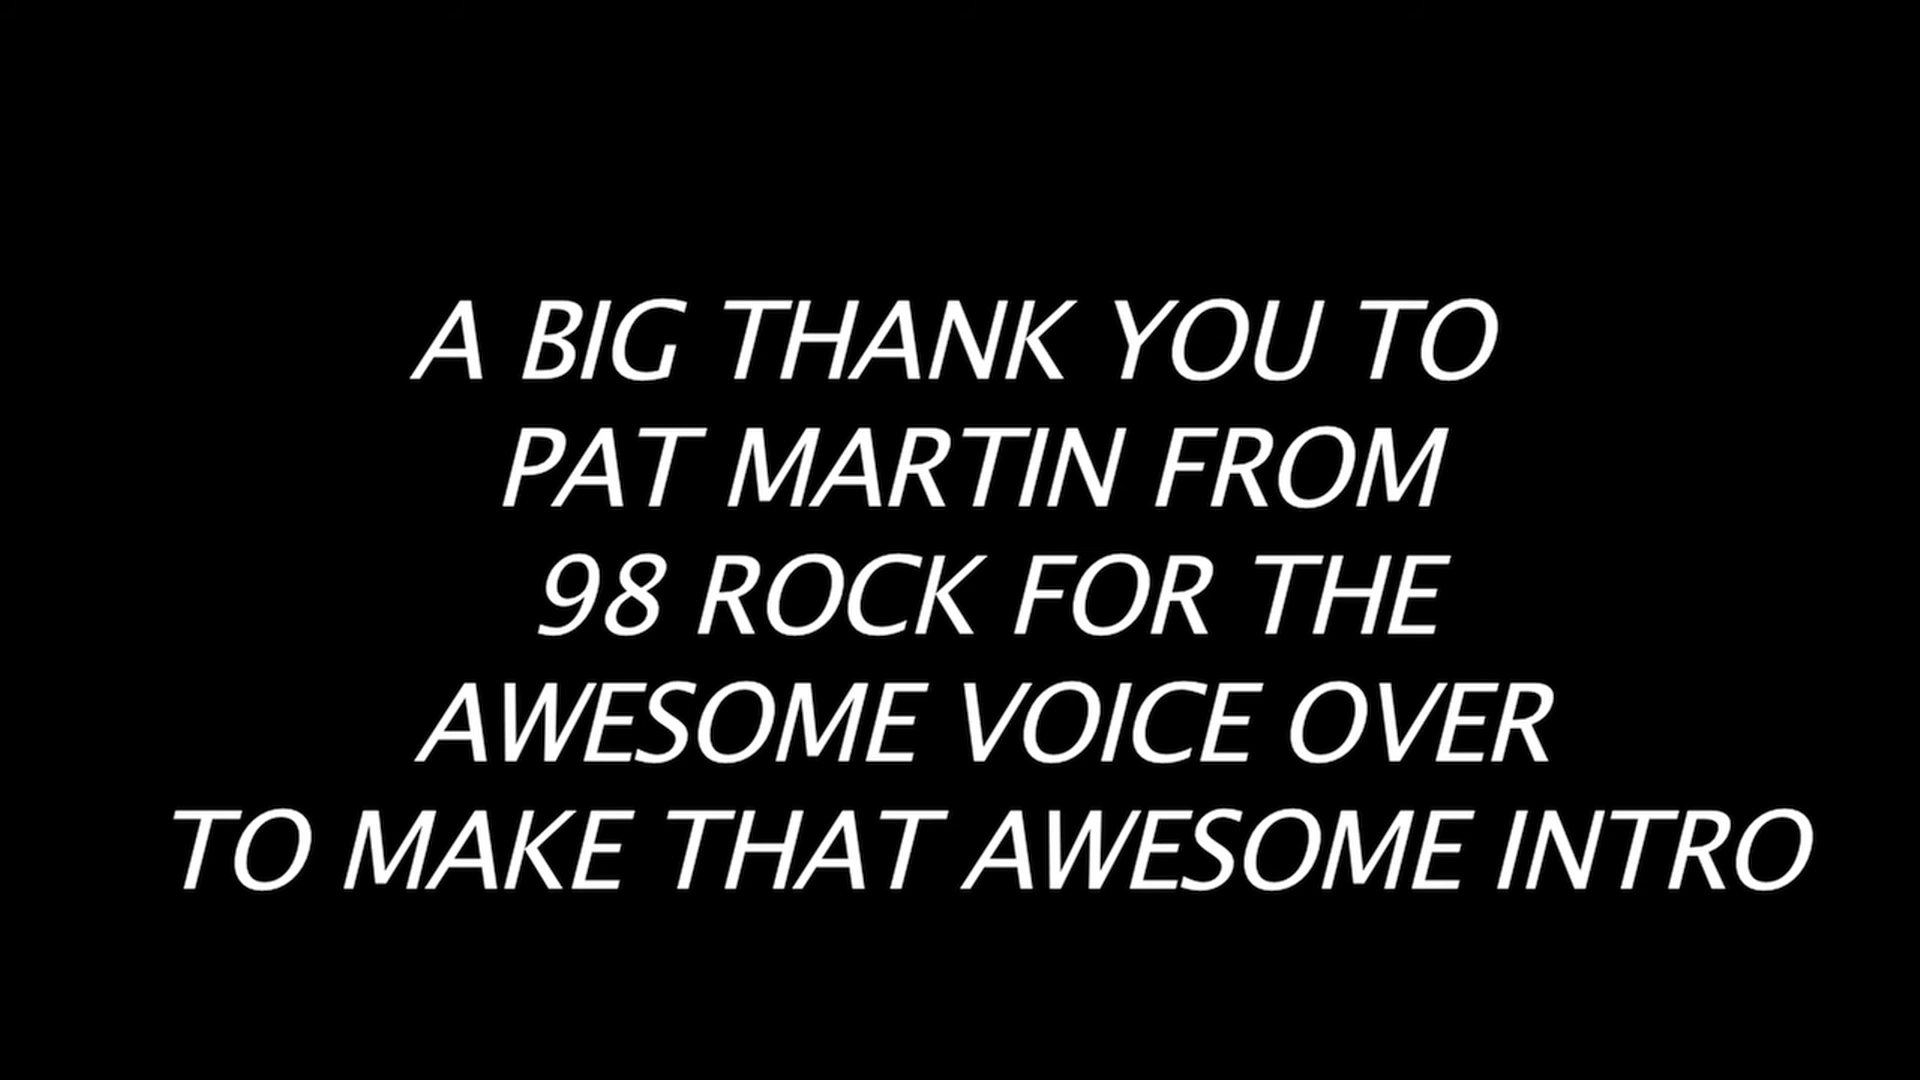 A BIG THANK YOU TO
PAT MARTIN FROM
98 ROCK FOR THE
AWESOME VOICE OVER
TO MAKE THAT AWESOME INTRO